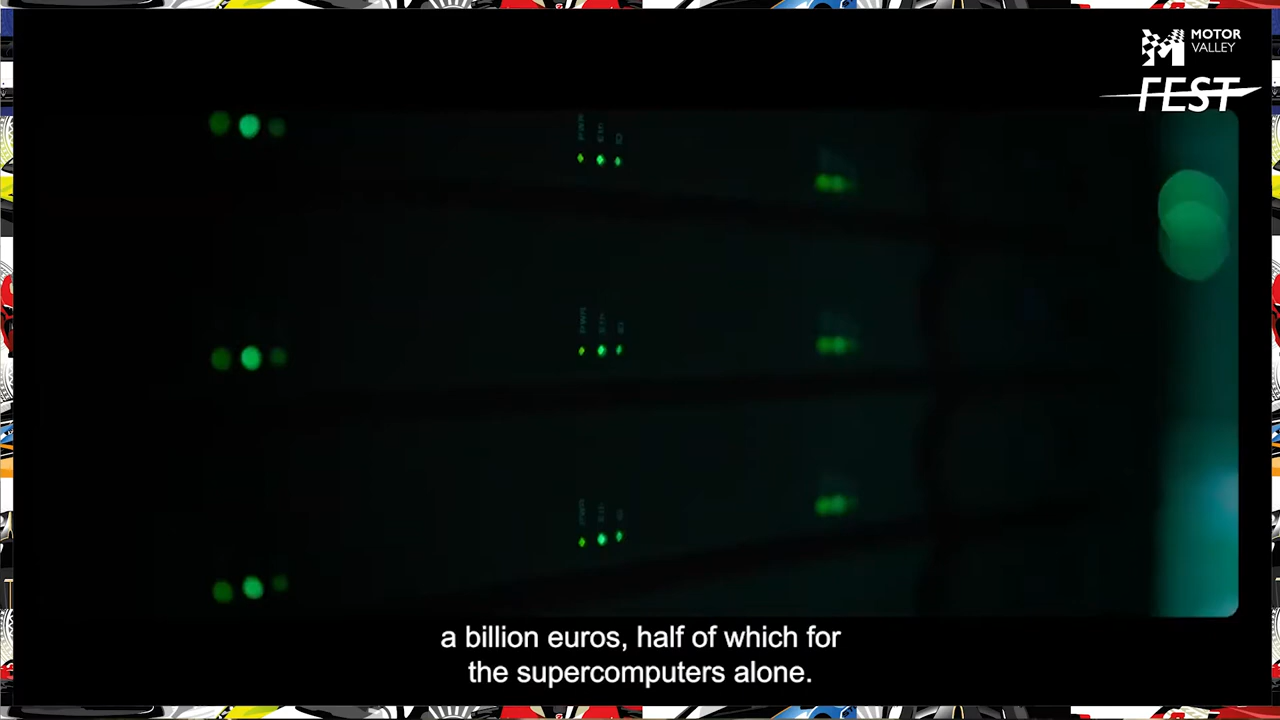 MOTOR
VALLEY
FEST
a billion euros, half of which for
the supercomputers alone.